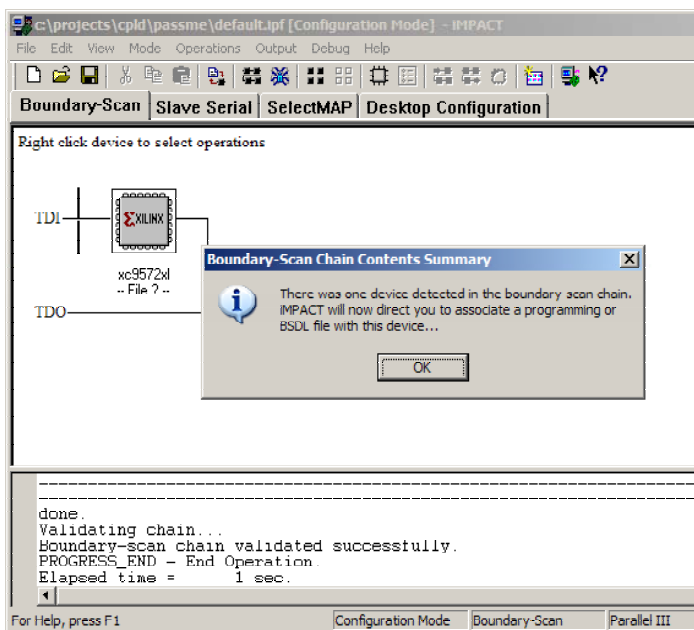 c:\projects\cpld\passme\default.ipf [Configuration Mode] - iMPACT
File Edit View Mode Operations Output Debug Help
Boundary-Scan Slave Serial SelectMAP Desktop Configuration
Right click device to select operations
TDI
XILINX
xc9572xl
-- File ? --
TDO
Boundary-Scan Chain Contents Summary
There was one device detected in the boundary scan chain.
iMPACT will now direct you to associate a programming or
BSDL file with this device...
OK
----------------------------------------------------------------------
----------------------------------------------------------------------
done.
Validating chain...
Boundary-scan chain validated successfully.
PROGRESS_END - End Operation.
Elapsed time = 1 sec.
For Help, press F1 Configuration Mode Boundary-Scan Parallel III